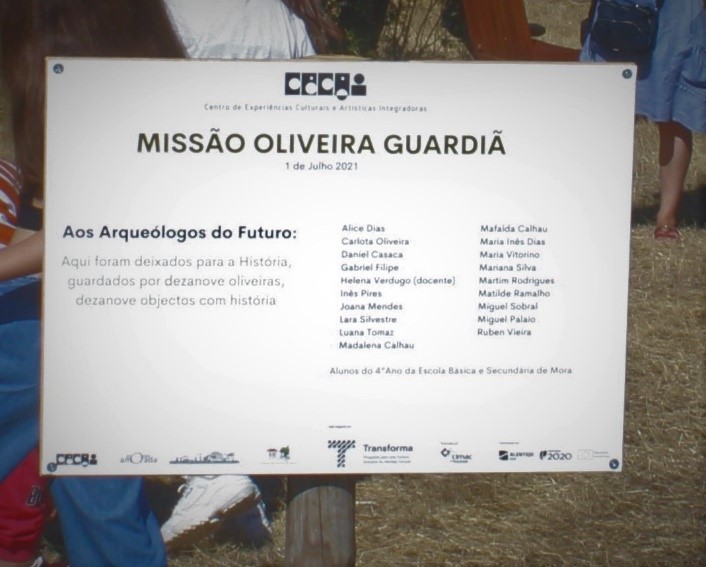 Centro de Experiências Culturais e Artísticas Integradoras
MISSÃO OLIVEIRA GUARDIÃ
1 de Julho 2021
Aos Arqueólogos do Futuro:
Aqui foram deixados para a História,
guardados por dezanove oliveiras,
dezanove objectos com história
Alice Dias
Carlota Oliveira
Daniel Casaca
Gabriel Filipe
Helena Verdugo (docente)
Inês Pires
Joana Mendes
Lara Silvestre
Luana Tomaz
Madalena Calhau
Mafalda Calhau
Maria Inês Dias
Maria Vitorino
Mariana Silva
Martim Rodrigues
Matilde Ramalho
Miguel Sobral
Miguel Palaio
Ruben Vieira
Alunos do 4ºAno da Escola Básica e Secundária de Mora
Transforma
cimac
ALENTEJO
2020